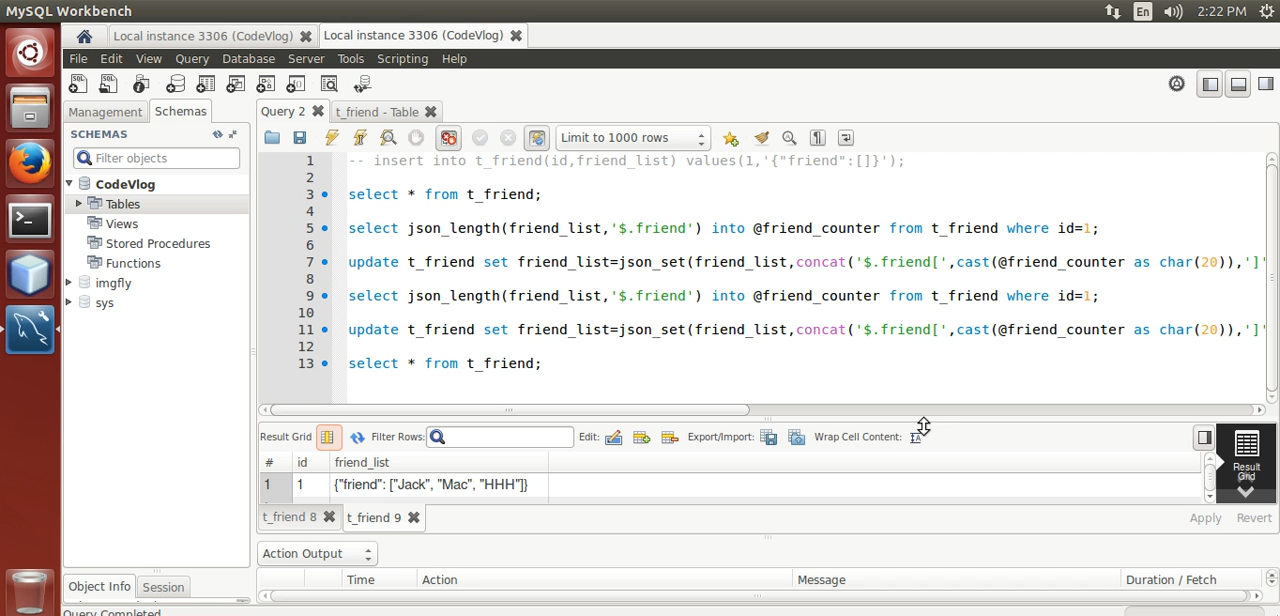 MySQL Workbench
En
2:22 PM
Local instance 3306 (CodeVlog)
Local instance 3306 (CodeVlog)
File Edit View Query Database Server Tools Scripting Help
Management
Schemas
Query 2
t_friend - Table
SCHEMAS
Filter objects
CodeVlog
Tables
Views
Stored Procedures
Functions
imgfly
sys
Limit to 1000 rows
1 -- insert into t_friend(id,friend_list) values(1,'{"friend":[]}');
2
3 select * from t_friend;
4
5 select json_length(friend_list,'$.friend') into @friend_counter from t_friend where id=1;
6
7 update t_friend set friend_list=json_set(friend_list,concat('$.friend[',cast(@friend_counter as char(20)),']'
8
9 select json_length(friend_list,'$.friend') into @friend_counter from t_friend where id=1;
10
11 update t_friend set friend_list=json_set(friend_list,concat('$.friend[',cast(@friend_counter as char(20)),']'
12
13 select * from t_friend;
Result Grid
Filter Rows:
Edit:
Export/Import:
Wrap Cell Content:
Result Grid
# id friend_list
1 1 {"friend": ["Jack", "Mac", "HHH"]}
t_friend 8
t_friend 9
Apply
Revert
Action Output
Time Action Message Duration / Fetch
Object Info
Session
Query Completed